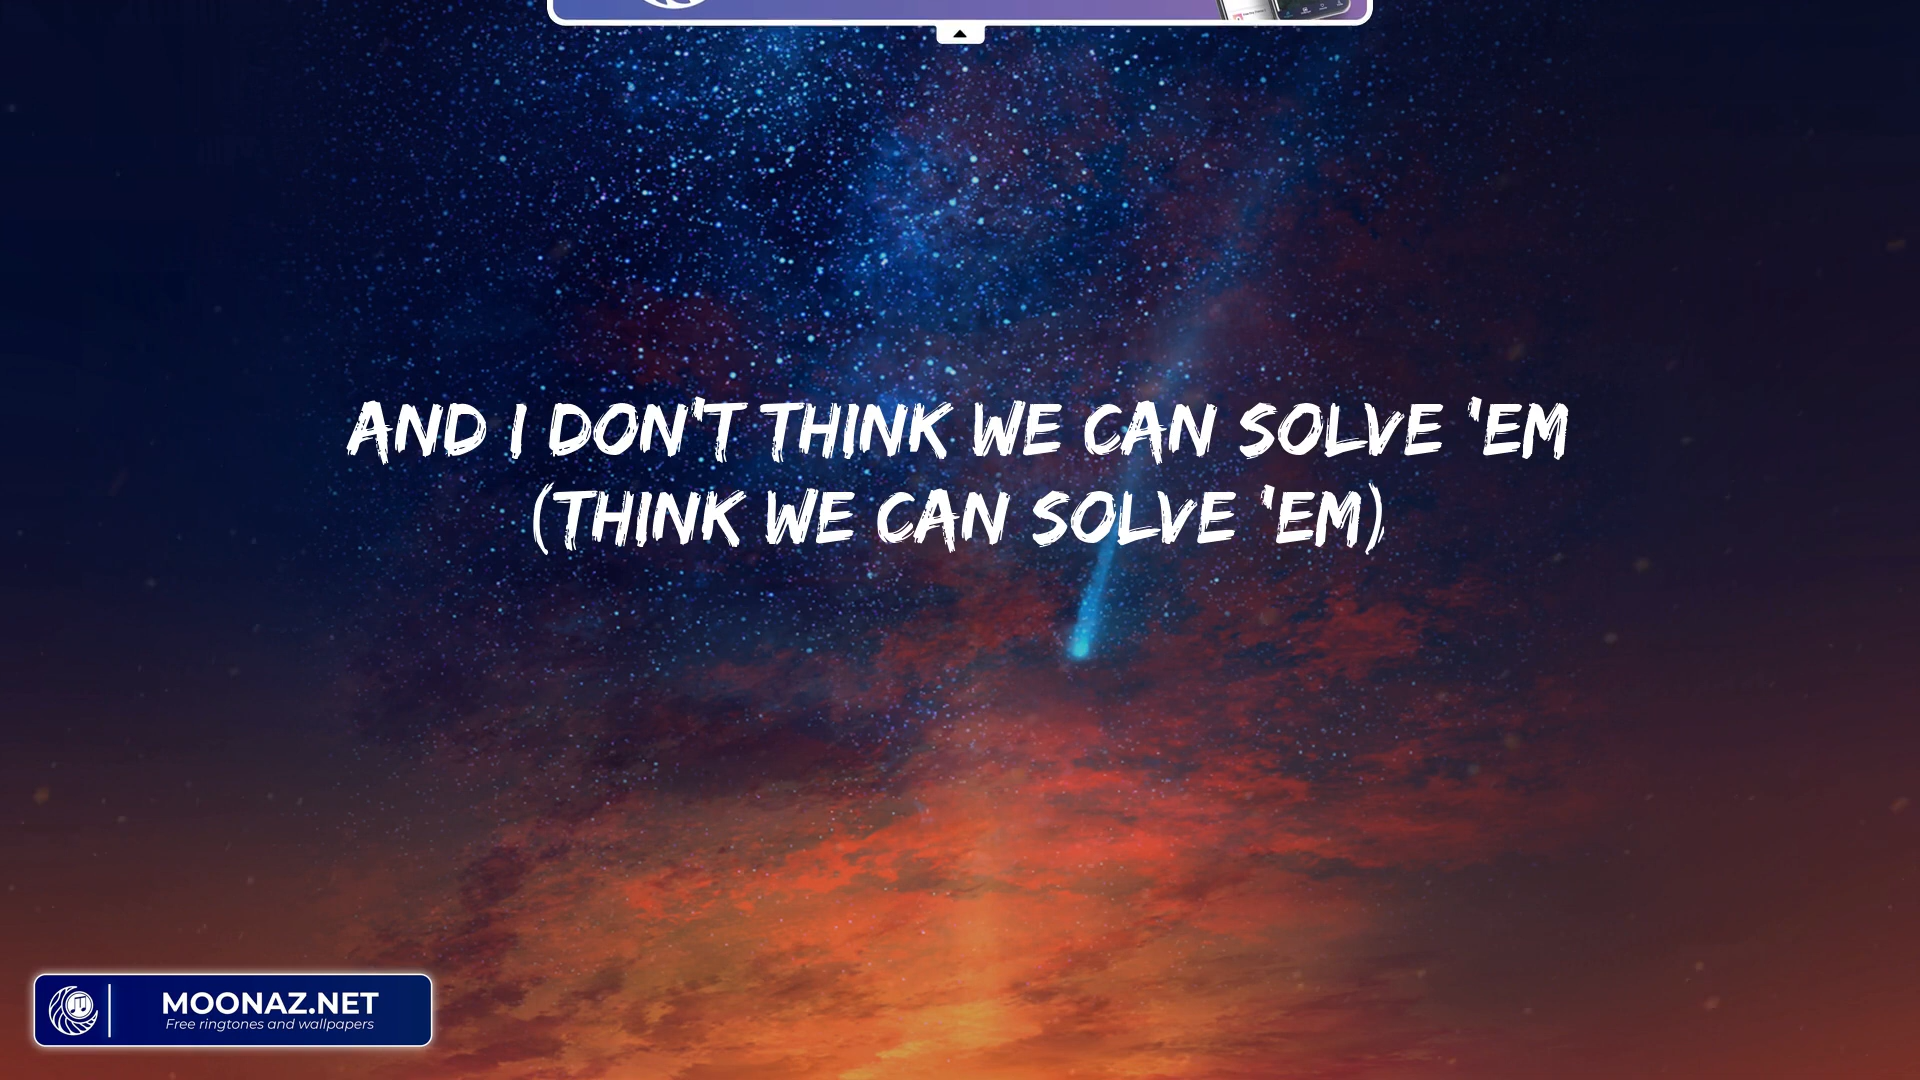 AND I DON'T THINK WE CAN SOLVE 'EM
(THINK WE CAN SOLVE 'EM)
MOONAZ.NET
Free ringtones and wallpapers